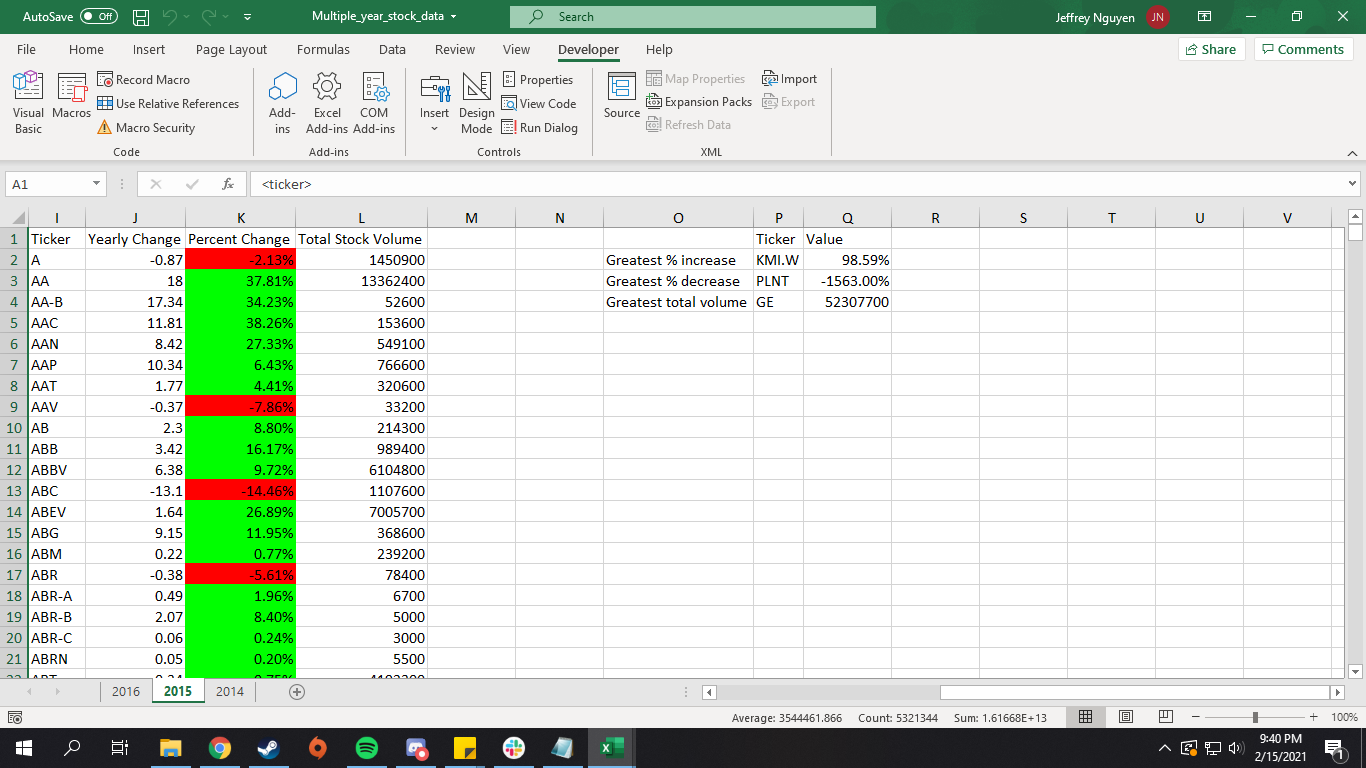 AutoSave Off Multiple_year_stock_data Search Jeffrey Nguyen JN
File Home Insert Page Layout Formulas Data Review View Developer Help Share Comments
Visual Basic
Macros
Record Macro
Use Relative References
Macro Security
Code
Add-ins
Excel Add-ins
COM Add-ins
Add-ins
Insert
Design Mode
Properties
View Code
Run Dialog
Controls
Source
Map Properties
Expansion Packs
Refresh Data
Import
Export
XML
A1 fx <ticker>
I J K L M N O P Q R S T U V
1 Ticker Yearly Change Percent Change Total Stock Volume Ticker Value
2 A -0.87 -2.13% 1450900 Greatest % increase KMI.W 98.59%
3 AA 18 37.81% 13362400 Greatest % decrease PLNT -1563.00%
4 AA-B 17.34 34.23% 52600 Greatest total volume GE 52307700
5 AAC 11.81 38.26% 153600
6 AAN 8.42 27.33% 549100
7 AAP 10.34 6.43% 766600
8 AAT 1.77 4.41% 320600
9 AAV -0.37 -7.86% 33200
10 AB 2.3 8.80% 214300
11 ABB 3.42 16.17% 989400
12 ABBV 6.38 9.72% 6104800
13 ABC -13.1 -14.46% 1107600
14 ABEV 1.64 26.89% 7005700
15 ABG 9.15 11.95% 368600
16 ABM 0.22 0.77% 239200
17 ABR -0.38 -5.61% 78400
18 ABR-A 0.49 1.96% 6700
19 ABR-B 2.07 8.40% 5000
20 ABR-C 0.06 0.24% 3000
21 ABRN 0.05 0.20% 5500
2016 2015 2014
Average: 3544461.866 Count: 5321344 Sum: 1.61668E+13 100%
9:40 PM
2/15/2021
1